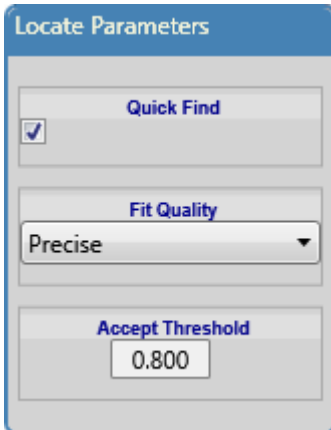 Locate Parameters
Quick Find
Fit Quality
Precise
Accept Threshold
0.800